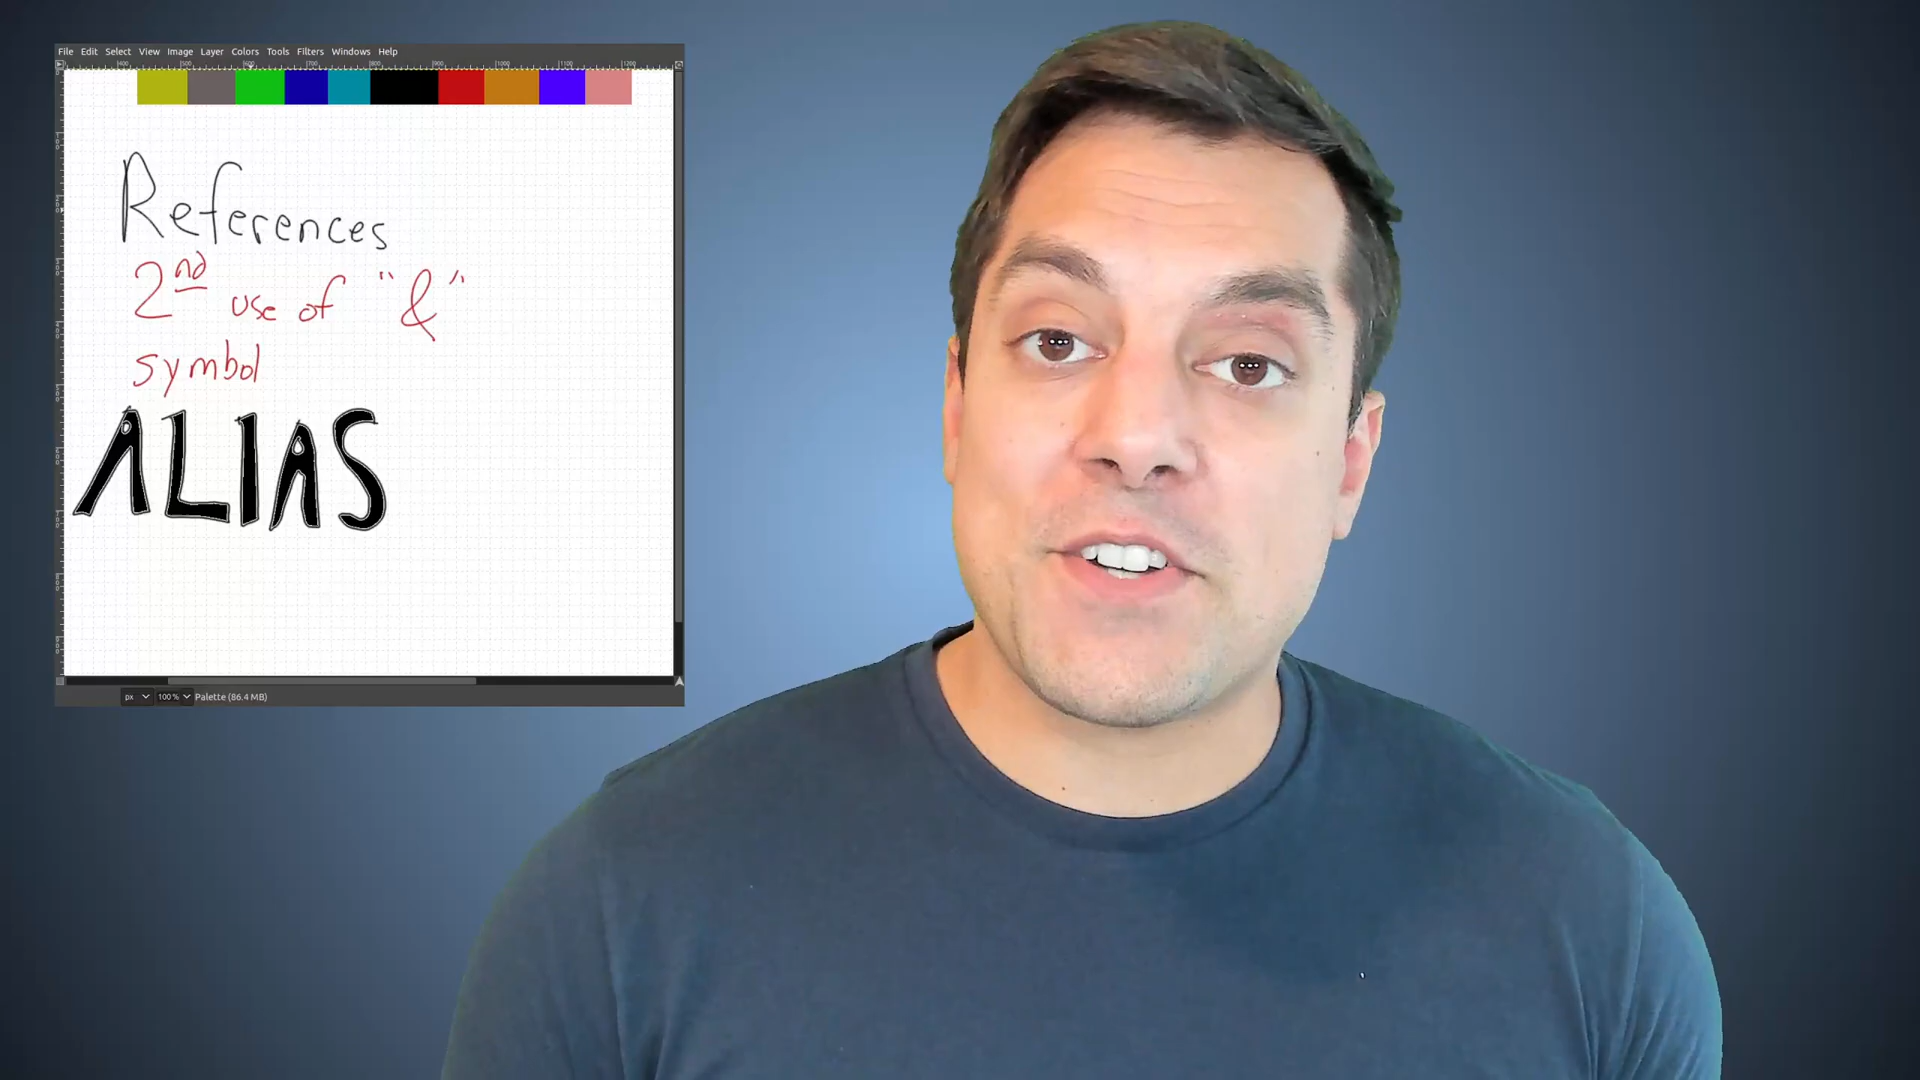 File Edit Select View Image Layer Colors Tools Filters Windows Help
References
2nd use of "&"
symbol
ALIAS
px 100% Palette (86.4 MB)